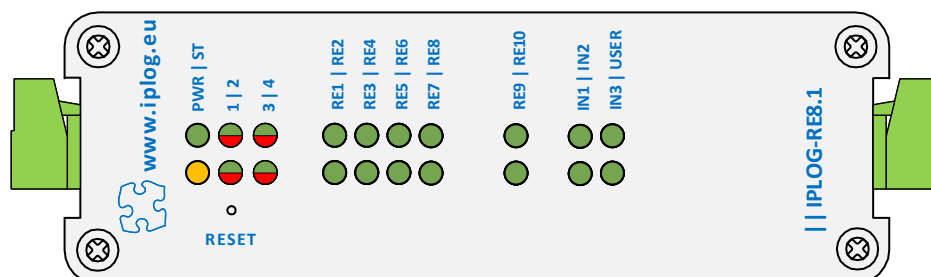 www.iplog.eu
PWR | ST
1 | 2
3 | 4
RE1 | RE2
RE3 | RE4
RE5 | RE6
RE7 | RE8
RE9 | RE10
IN1 | IN2
IN3 | USER
| | IPLOG-RE8.1
RESET